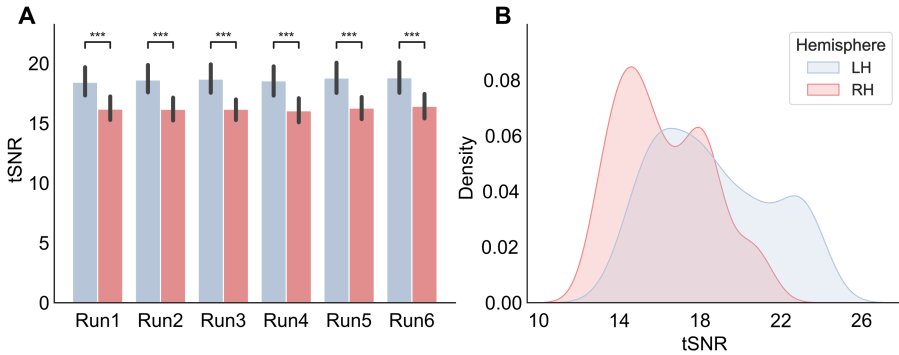 A
*** *** *** *** *** ***
20
15
10
5
0
tSNR
Run1 Run2 Run3 Run4 Run5 Run6
B
Hemisphere
LH
RH
0.08
0.06
0.04
0.02
0.00
Density
10 14 18 22 26
tSNR